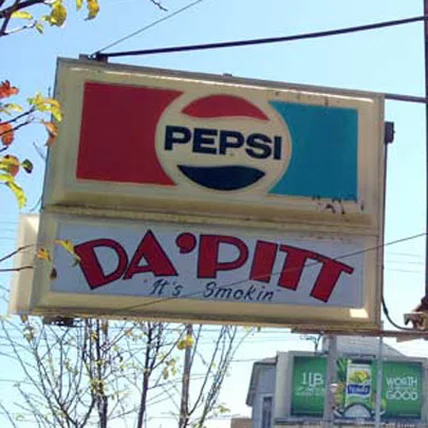 PEPSI
DA'PITT
"It's Smokin"
1LB
WORTH
GOOD